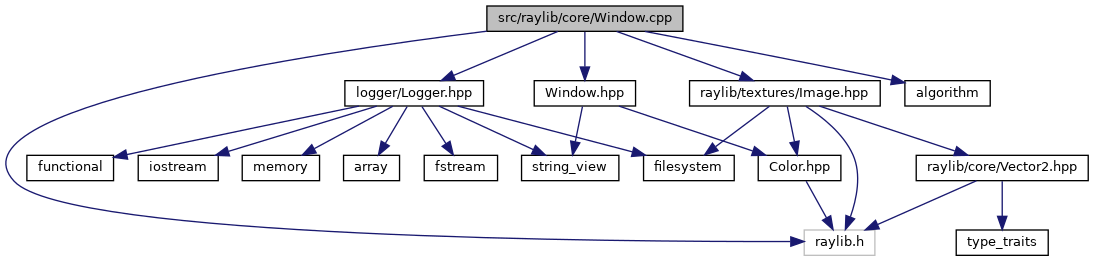 src/raylib/core/Window.cpp
logger/Logger.hpp
Window.hpp
raylib/textures/Image.hpp
algorithm
functional
iostream
memory
array
fstream
string_view
filesystem
Color.hpp
raylib/core/Vector2.hpp
raylib.h
type_traits